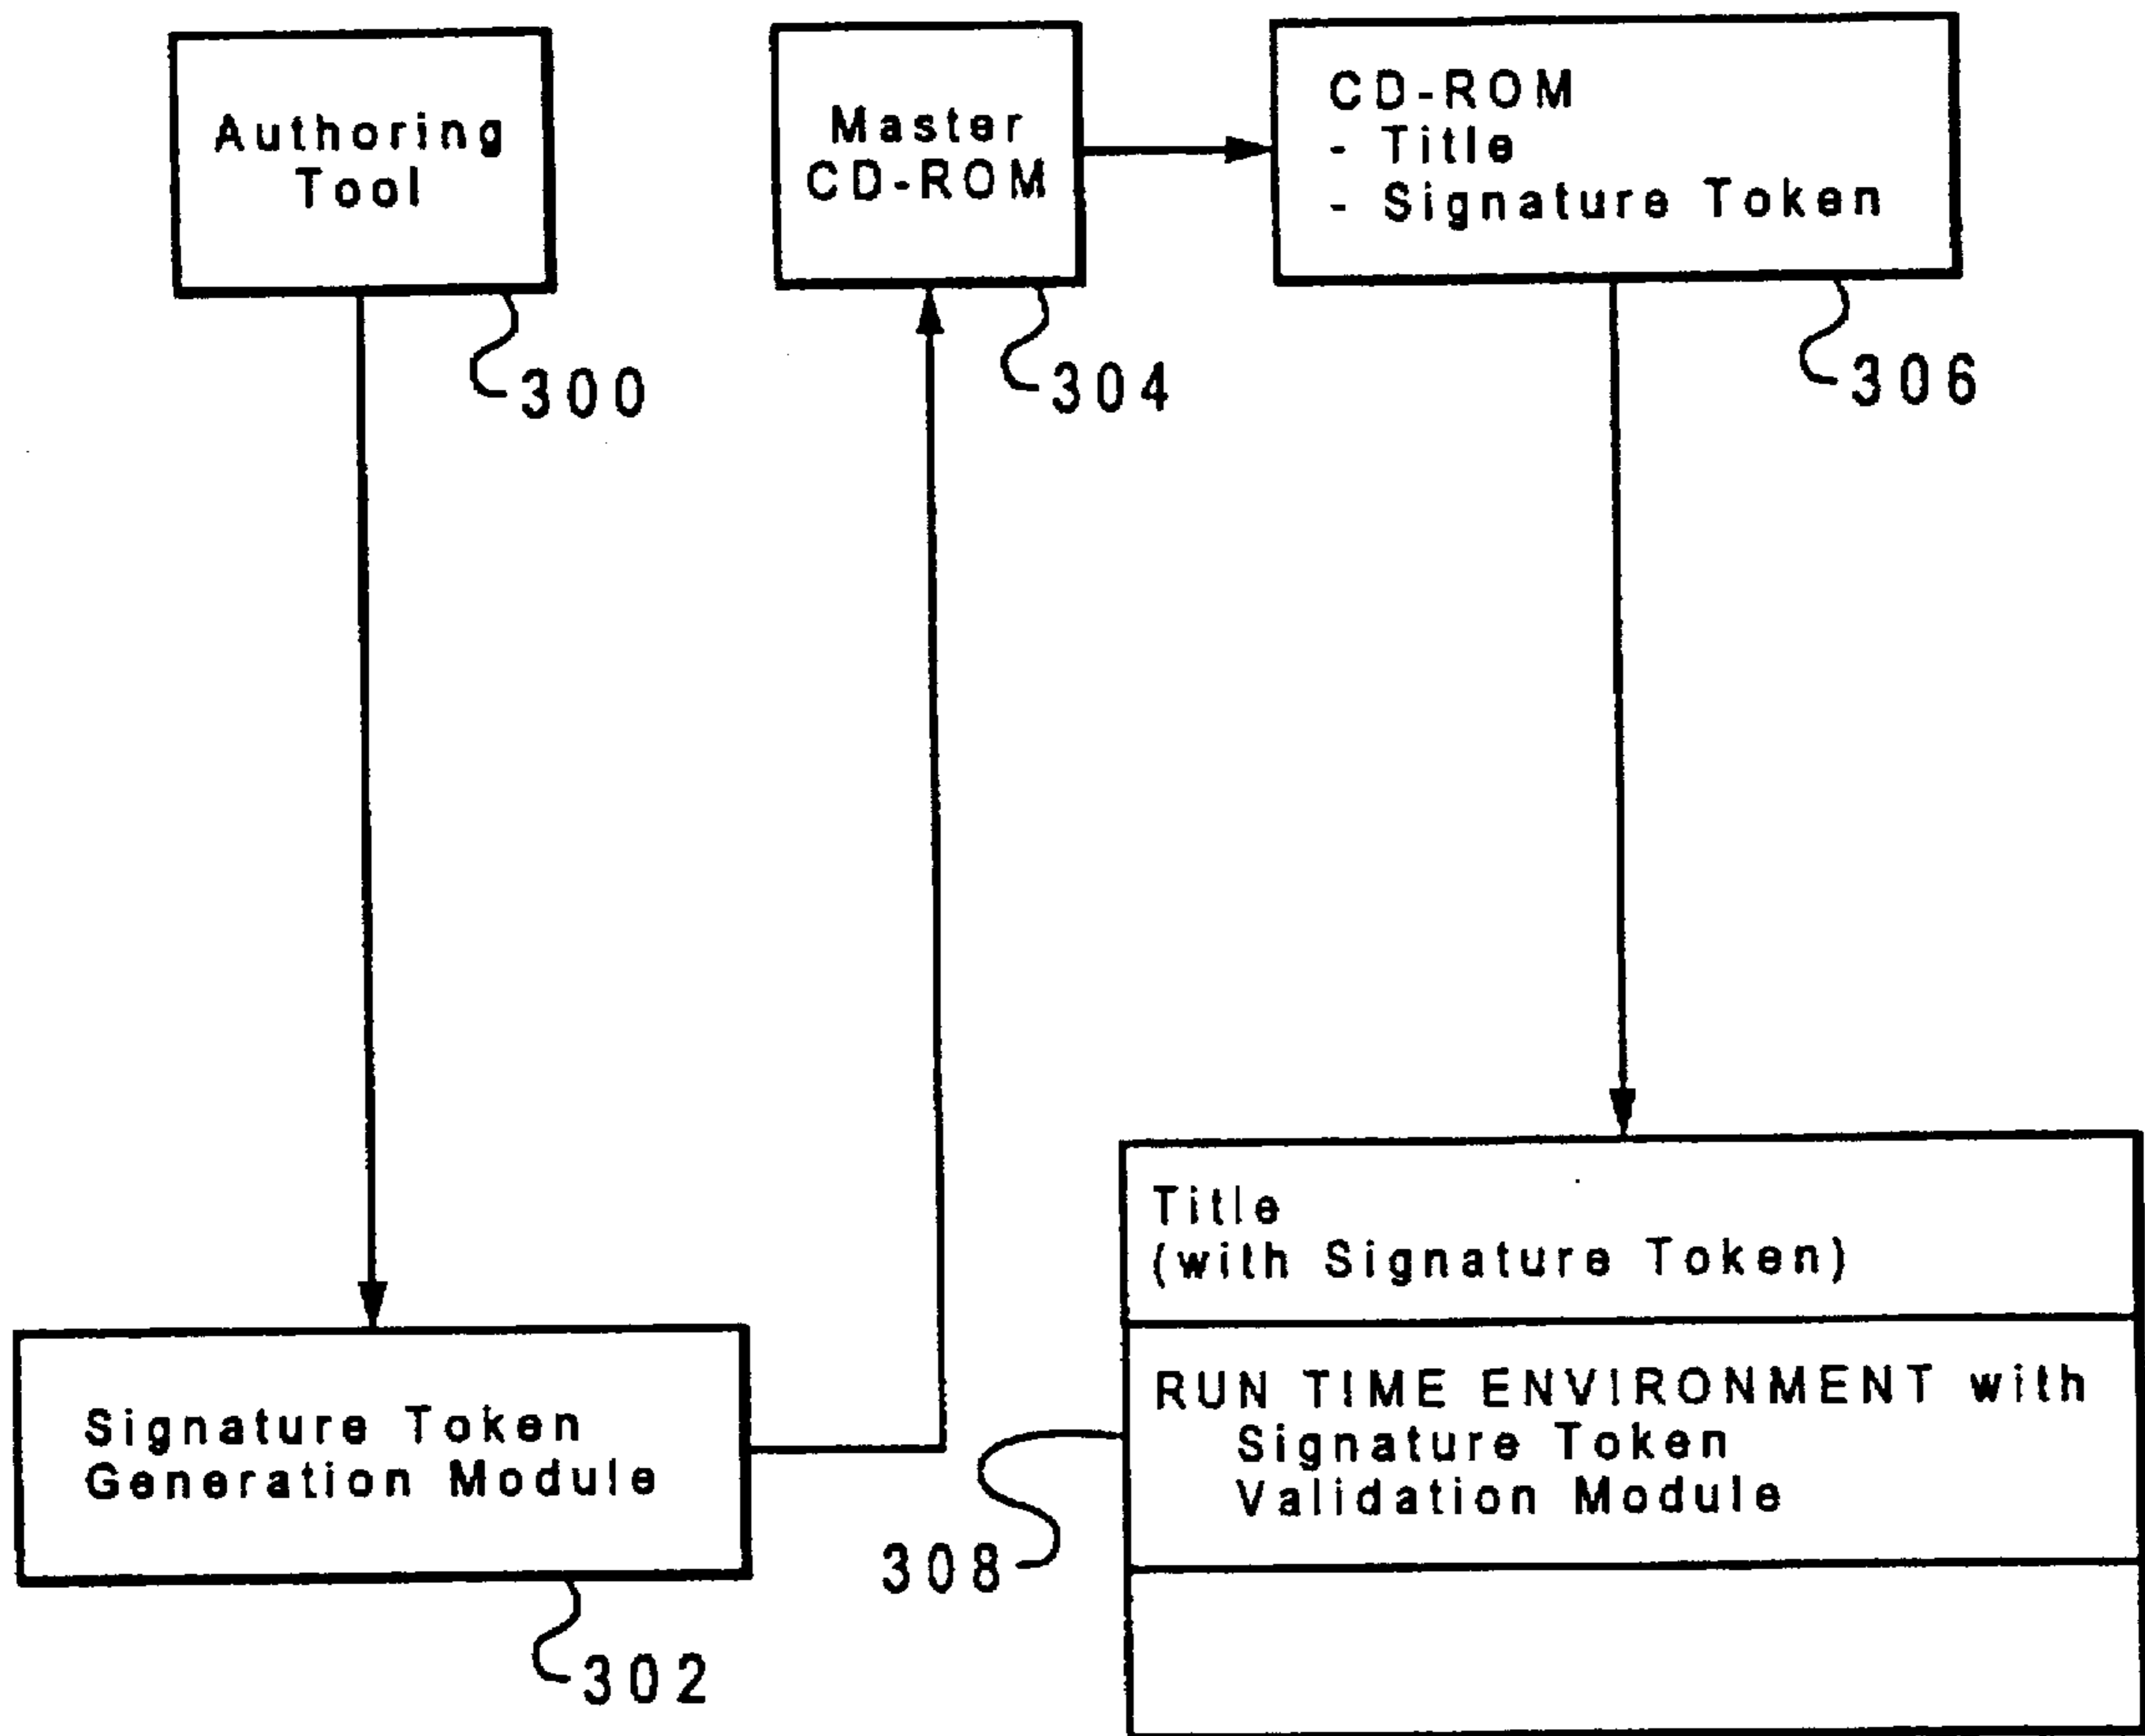 Authoring
Tool
300
Master
CD-ROM
304
CD-ROM
- Title
- Signature Token
306
Signature Token
Generation Module
302
Title
(with Signature Token)
RUN TIME ENVIRONMENT with
Signature Token
Validation Module
308